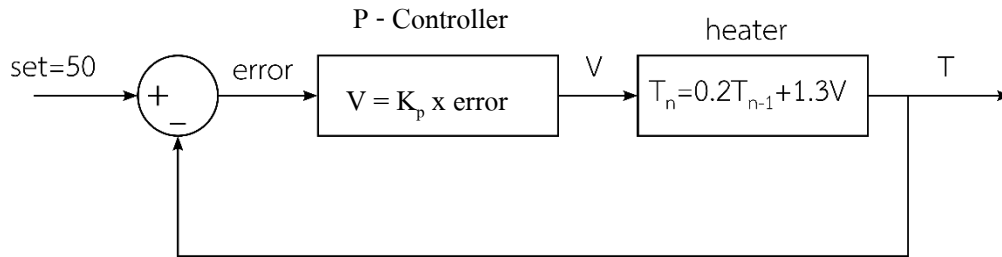 P - Controller
heater
set=50
error
V
T
+
−
V = Kₚ x error
Tₙ=0.2Tₙ₋₁+1.3V